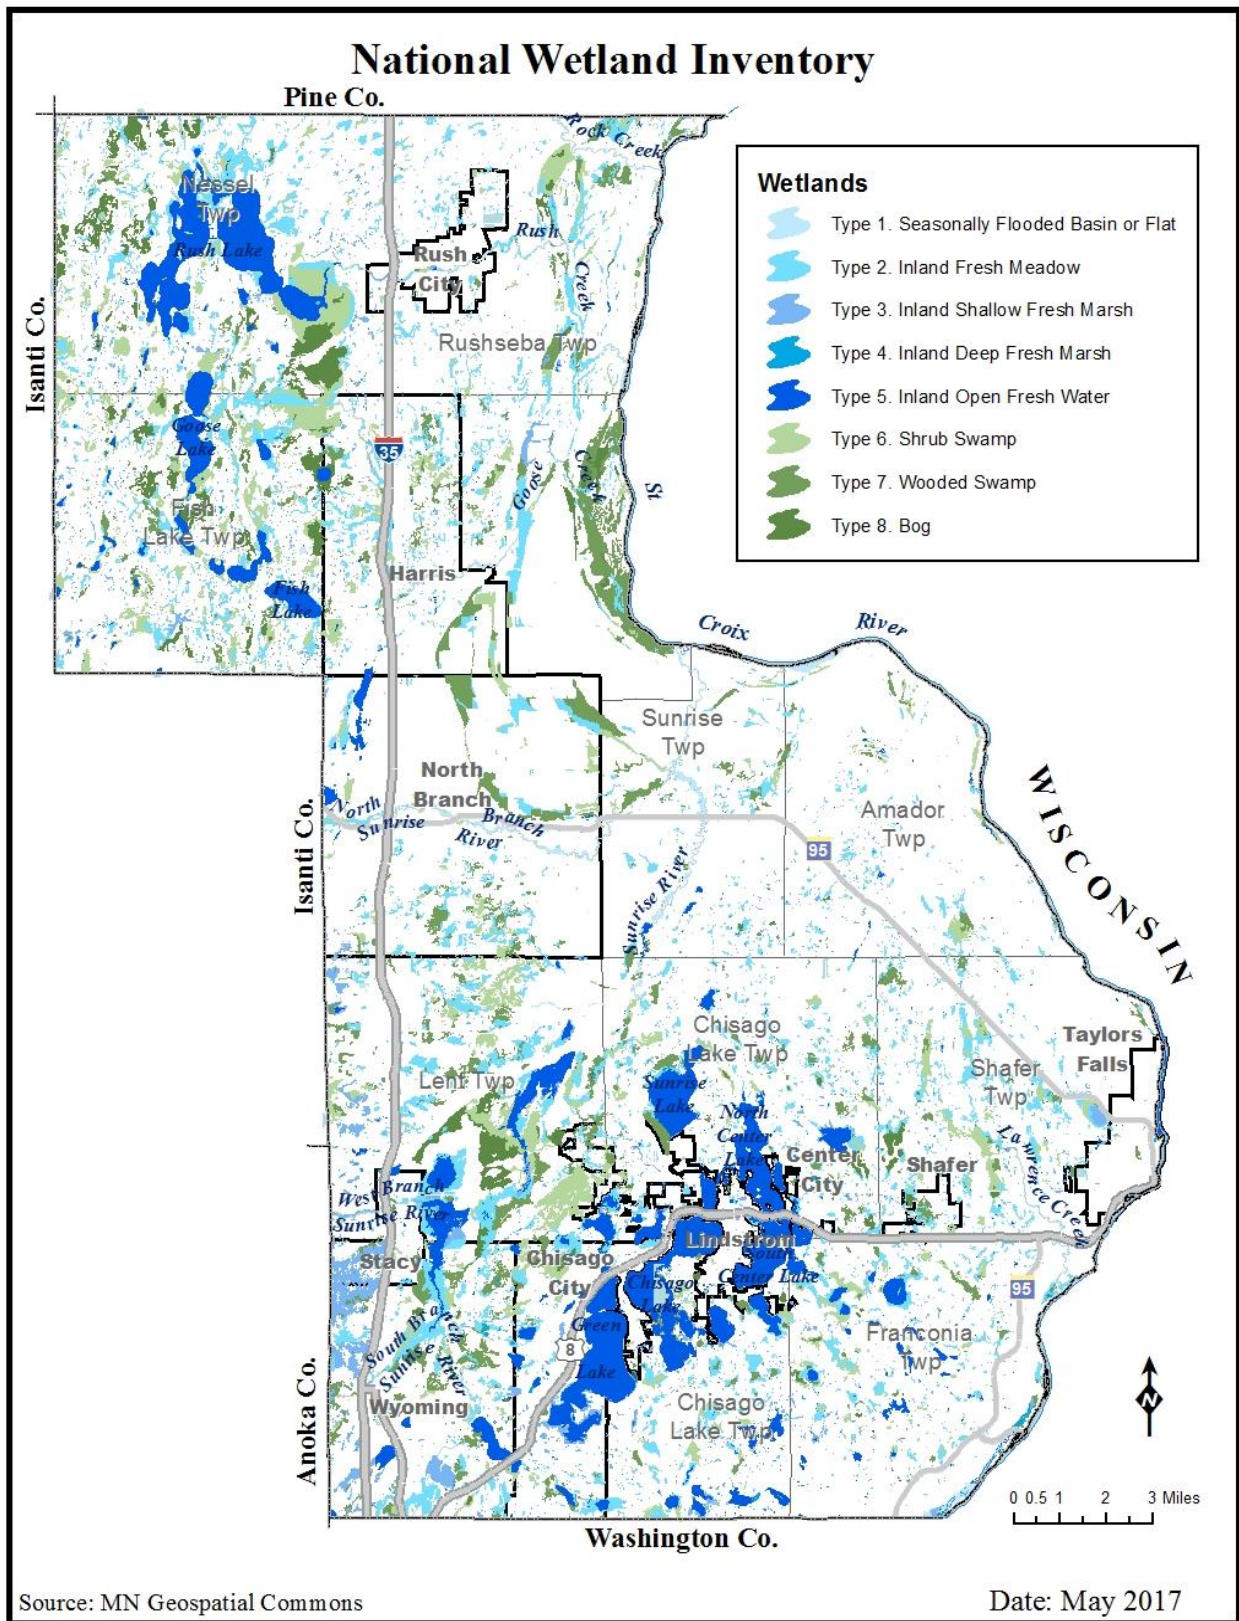 National Wetland Inventory
Pine Co.
Rock Creek
Wetlands
Type 1. Seasonally Flooded Basin or Flat
Type 2. Inland Fresh Meadow
Type 3. Inland Shallow Fresh Marsh
Type 4. Inland Deep Fresh Marsh
Type 5. Inland Open Fresh Water
Type 6. Shrub Swamp
Type 7. Wooded Swamp
Type 8. Bog
Nessel
Twp
Rush Lake
Rush
City
Rush
Creek
Rushseba Twp
Isanti Co.
Goose
Lake
35
Goose
Creek
St
Fish
Lake Twp
Harris
Fish
Lake
Croix
River
Sunrise
Twp
North
Branch
North
Branch
Sunrise
River
Isanti Co.
Amador
Twp
95
WISCONSIN
Sunrise River
Chisago
Lake Twp
Taylors
Falls
Lent Twp
Shafer
Twp
Sunrise
Lake
North
Center
Lake
Center
City
Shafer
Lawrence Creek
West Branch
Sunrise River
Stacy
Chisago
City
Lindstrom
South
Center Lake
Chisago
Lake
95
Green
Lake
8
Franconia
Twp
South Branch
Sunrise River
Wyoming
Chisago
Lake Twp
Anoka Co.
N
0 0.5 1 2 3 Miles
Washington Co.
Source: MN Geospatial Commons
Date: May 2017